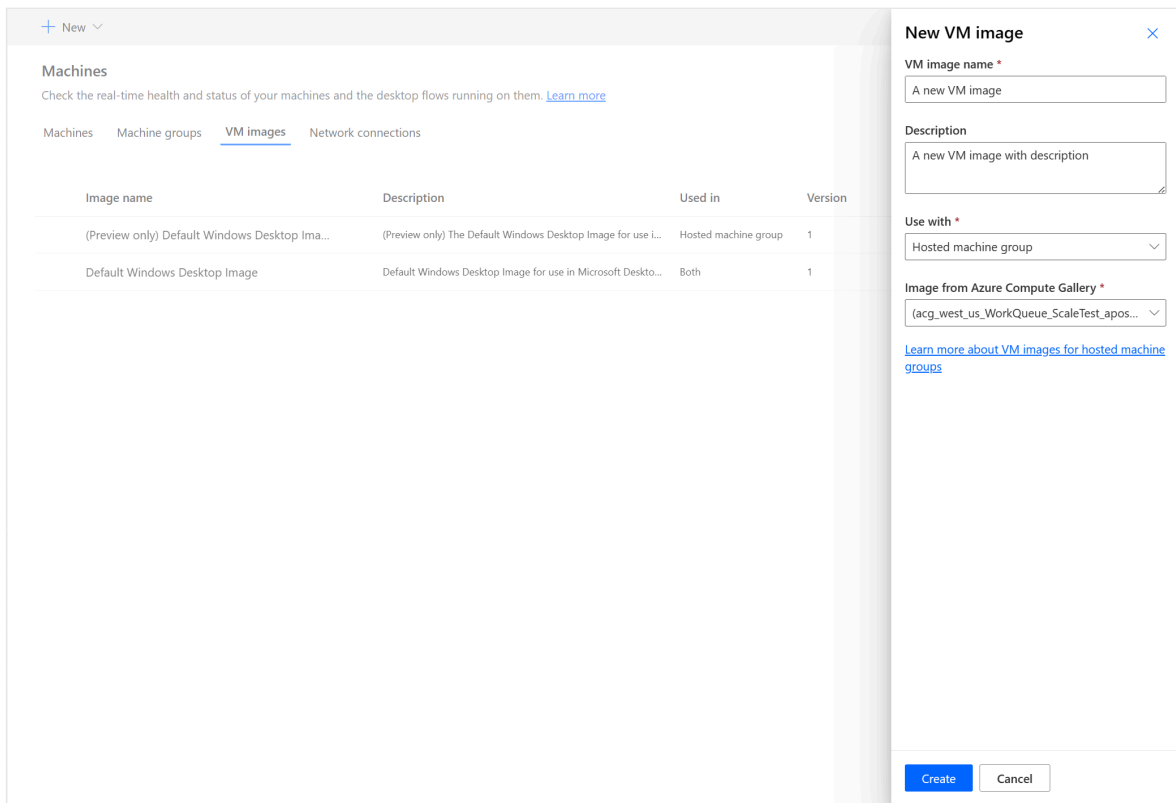 New
Machines
Check the real-time health and status of your machines and the desktop flows running on them. Learn more
Machines Machine groups VM images Network connections
Image name Description Used in Version
(Preview only) Default Windows Desktop Ima... (Preview only) The Default Windows Desktop Image for use i... Hosted machine group 1
Default Windows Desktop Image Default Windows Desktop Image for use in Microsoft Deskto... Both 1
New VM image
VM image name *
A new VM image
Description
A new VM image with description
Use with *
Hosted machine group
Image from Azure Compute Gallery *
(acg_west_us_WorkQueue_ScaleTest_apos...
Learn more about VM images for hosted machine
groups
Create Cancel